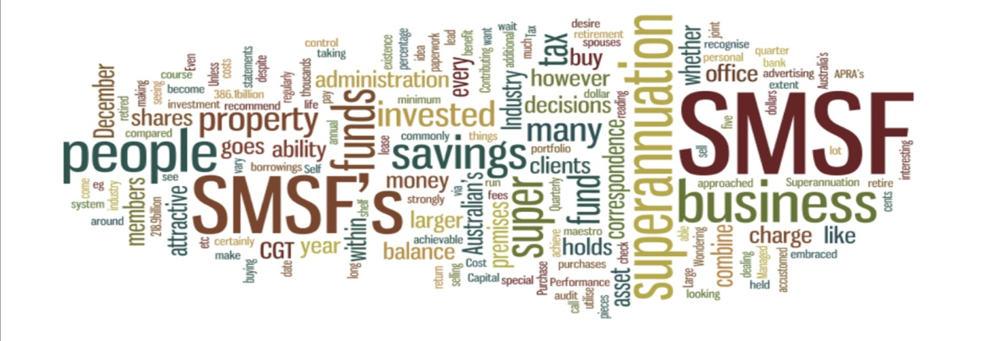 December
retired
making
seeing
course
Even
become
Unless
costs
statements
despite
386.1billion
investment
recommend
regularly
thousands
life
control
taking
pay
administration
existence
percentage
idea
paperwork
lead
every
benefit
Contributing
want
wait
additional
much
Tax
tax
desire
retirement
spouses
buy
however
dollar
decisions
reading
Industry
minimum
invested
shares
property
compared
people
goes
ability
annual
funds
lease
commonly
things
savings
many
portfolio
clients
correspondence
superannuation
whether
joint
recognise
personal
quarter
bank
office
advertising
extent
Australia's
APRA's
dollars
five
SMSF
sell
lot
interesting
vary
borrowings
Self
see
come
eg
industry
system
around
members
218.9billion
attractive
SMSF's
shelf
within
money
strongly
via
Australian's
run
fees
super
Quarterly
fund
larger
premises
achievable
balance
achieve
maestro
holds
approached
Superannuation
retire
business
cents
etc
certainly
make
buying
CGT
date
year
long
return
selling
Cost
Capital
special
Purchase
purchases
Performance
audit
call
utilise
pieces
asset
check
able
Wondering
Large
looking
combine
charge
like
dealing
Managed
held
accustomed
embraced